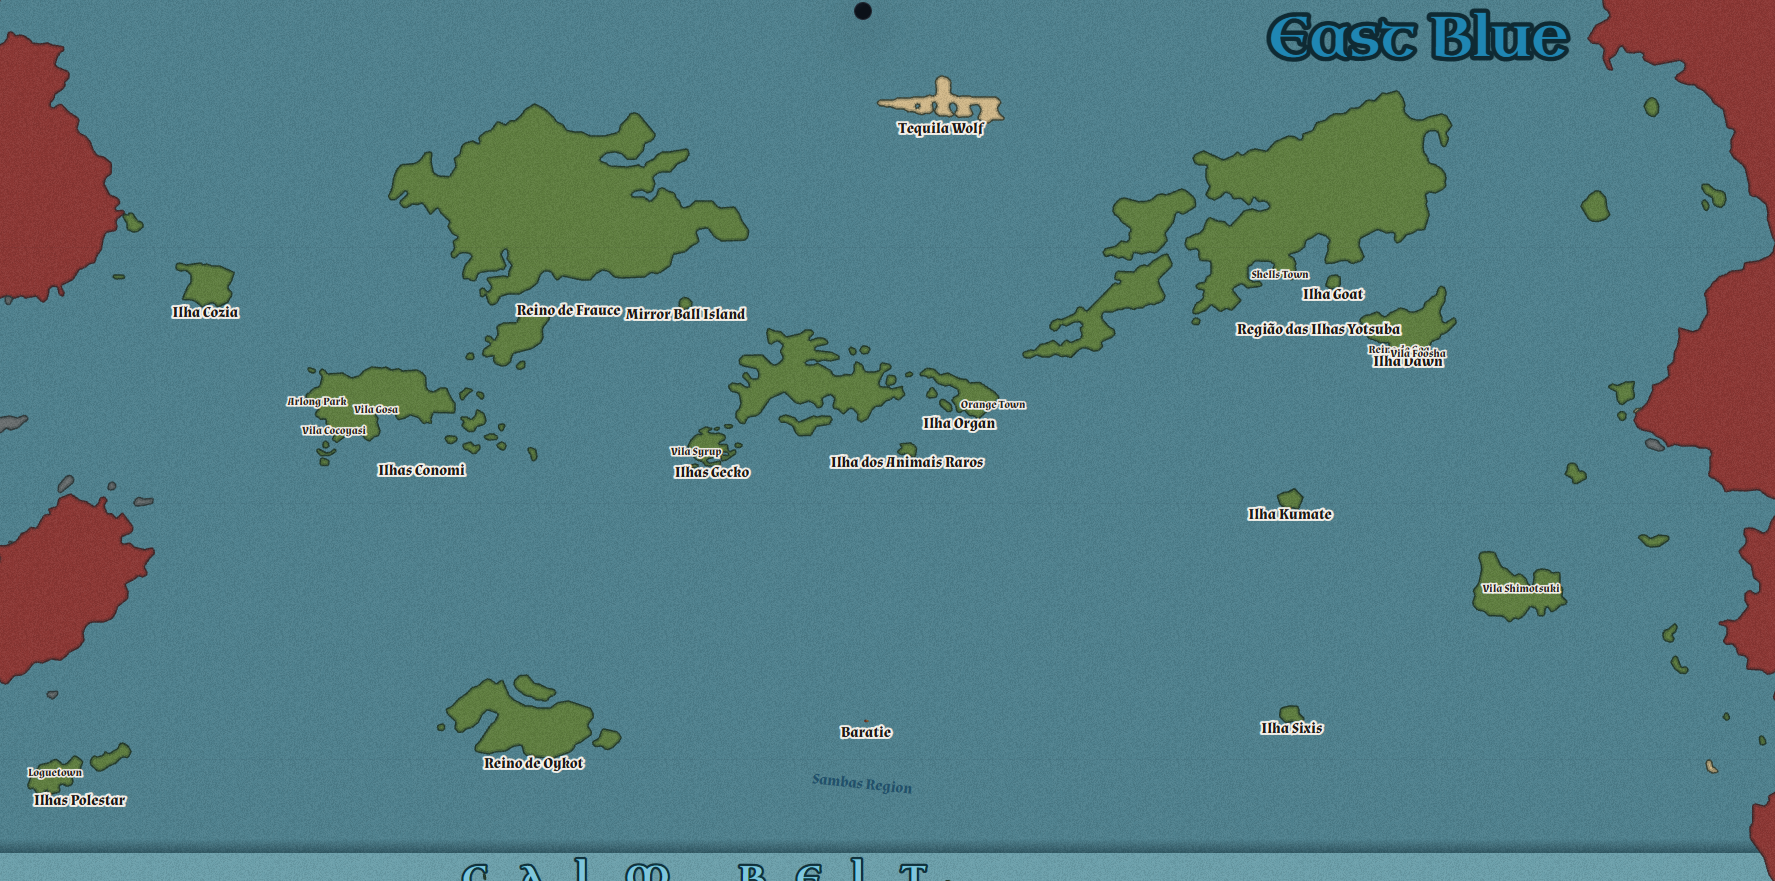 East Blue
Tequila Wolf
Shells Town
Ilha Goat
Ilha Cozia
Reino de Frauce
Mirror Ball Island
Região das Ilhas Yotsuba
Vila Foosha
Ilha Dawn
Arlong Park
Vila Gosa
Orange Town
Ilha Organ
Vila Cocoyasi
Vila Syrup
Ilha dos Animais Raros
Ilhas Conomi
Ilhas Gecko
Ilha Kumate
Vila Shimotsuki
Ilha Sixis
Baratie
Reino de Oykot
Loguetown
Sambas Region
Ilhas Polestar
Calm Belt